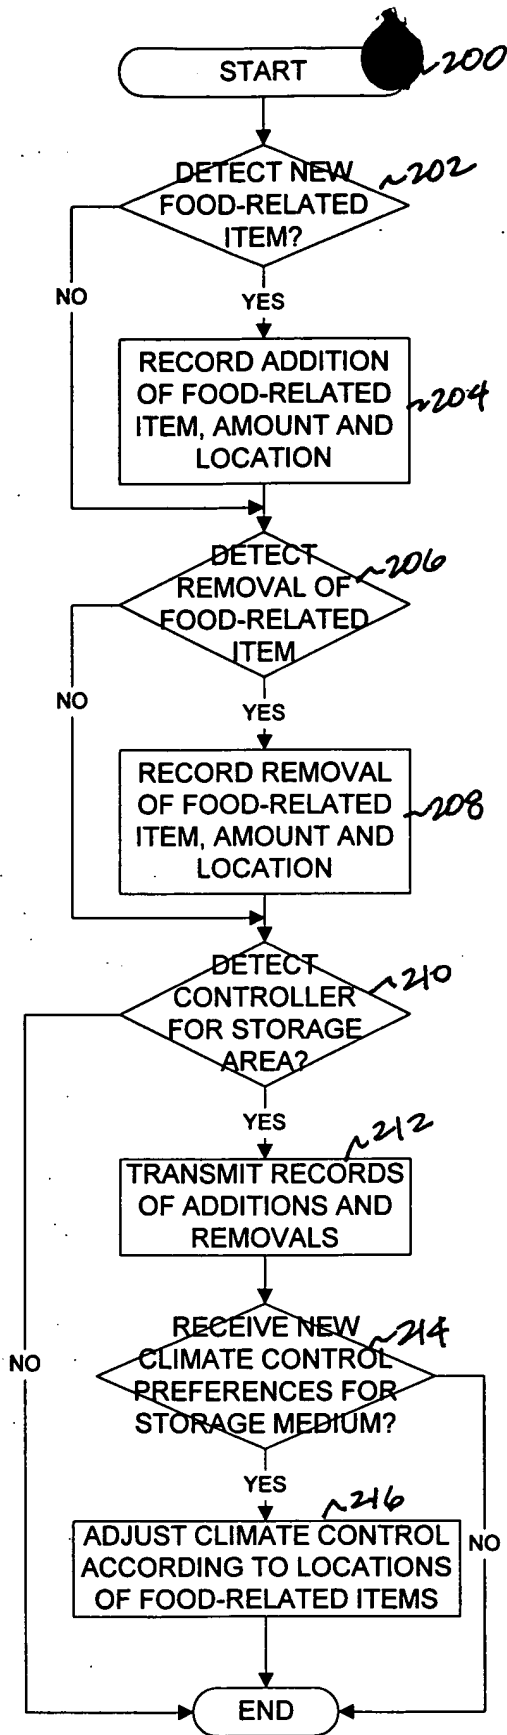 START
~200
DETECT NEW
FOOD-RELATED
ITEM?
~202
NO
YES
RECORD ADDITION
OF FOOD-RELATED
ITEM, AMOUNT AND
LOCATION
~204
DETECT
REMOVAL OF
FOOD-RELATED
ITEM
~206
NO
YES
RECORD REMOVAL
OF FOOD-RELATED
ITEM, AMOUNT AND
LOCATION
~208
DETECT
CONTROLLER
FOR STORAGE
AREA?
~210
YES
~212
TRANSMIT RECORDS
OF ADDITIONS AND
REMOVALS
RECEIVE NEW
CLIMATE CONTROL
PREFERENCES FOR
STORAGE MEDIUM?
~214
NO
YES
~216
ADJUST CLIMATE CONTROL
ACCORDING TO LOCATIONS
OF FOOD-RELATED ITEMS
NO
END